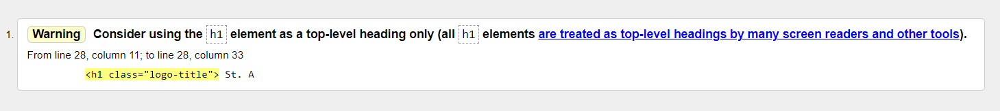 1. Warning Consider using the h1 element as a top-level heading only (all h1 elements are treated as top-level headings by many screen readers and other tools).
From line 28, column 11; to line 28, column 33
<h1 class="logo-title"> St. A